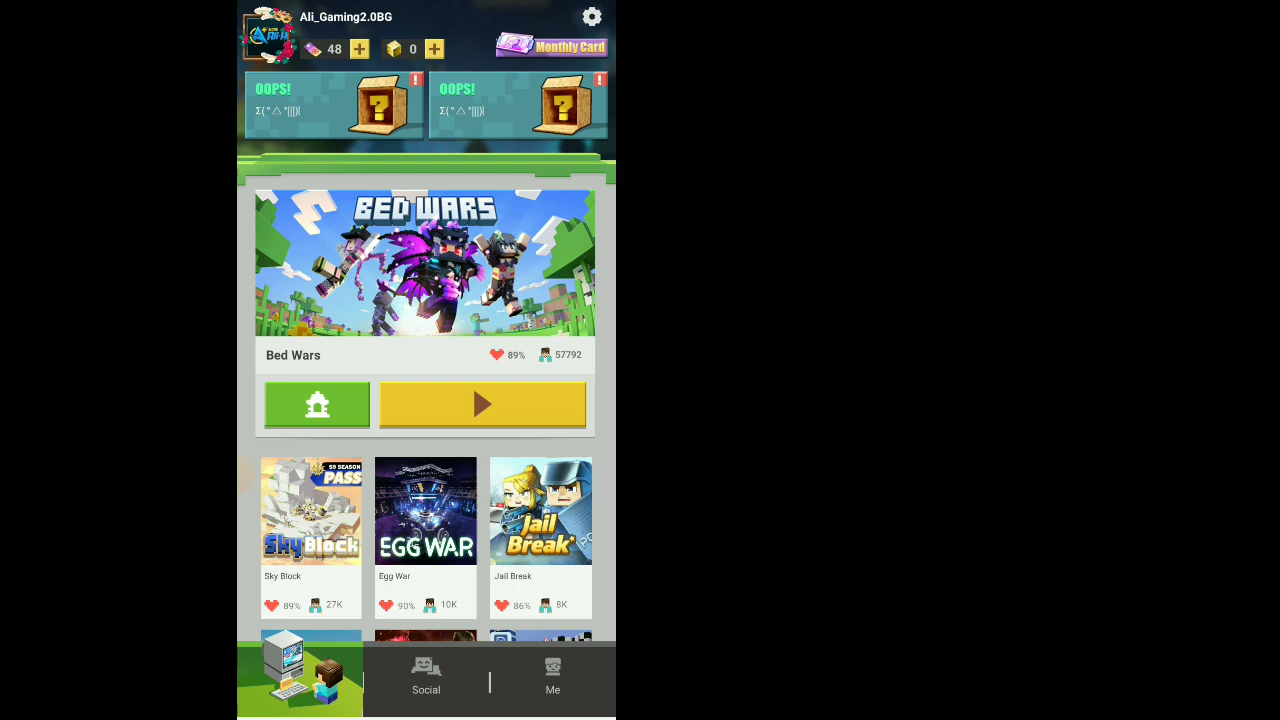 Ali_Gaming2.0BG
48
0
Monthly Card
OOPS!
Σ( ° △ °|||)
OOPS!
Σ( ° △ °|||)
BED WARS
Bed Wars
89%
57792
S9 SEASON
PASS
SkyBlock
EGG WAR
Jail
Break
Sky Block
Egg War
Jail Break
89%
27K
90%
10K
86%
8K
Social
Me